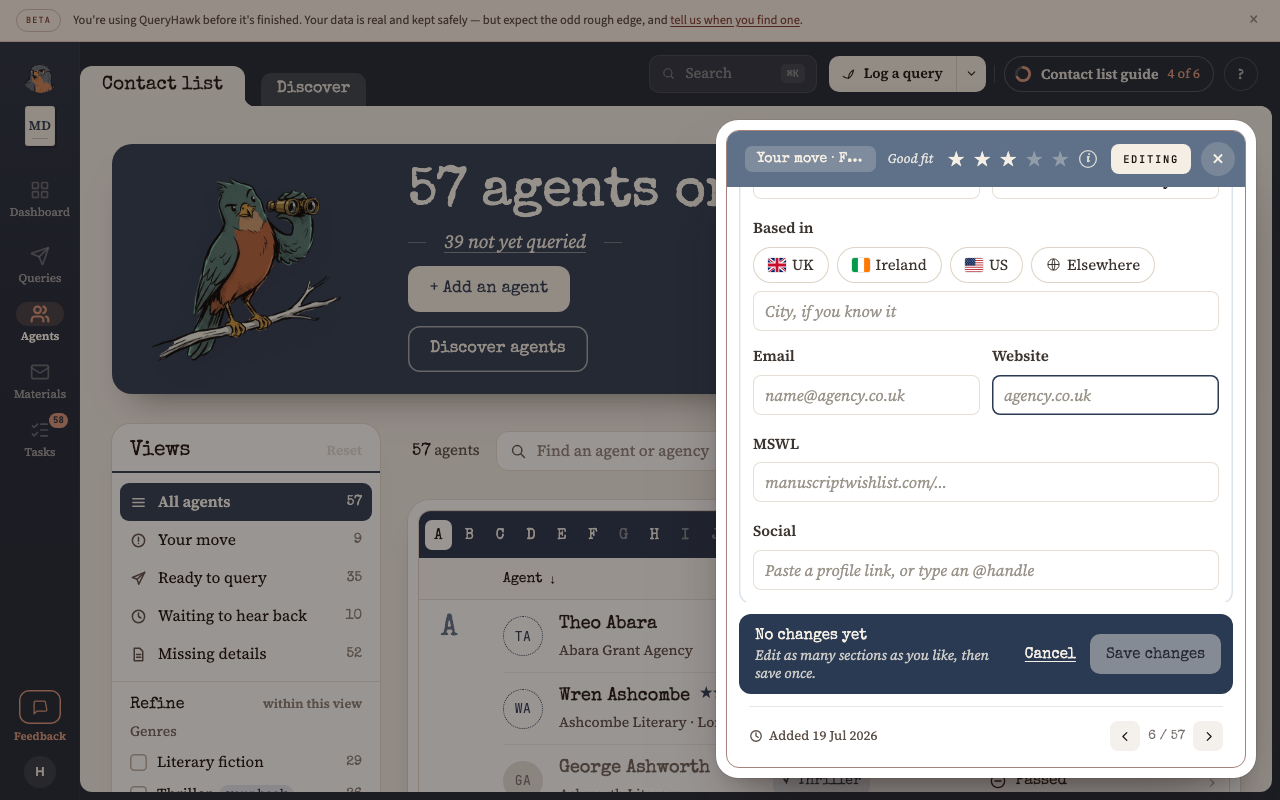 BETA You're using QueryHawk before it's finished. Your data is real and kept safely — but expect the odd rough edge, and tell us when you find one. ×
MD
Dashboard
Queries
Agents
Materials
58
Tasks
Feedback
H
Contact list
Discover
Search ⌘K
Log a query
Contact list guide 4 of 6
?
57 agents on
39 not yet queried
+ Add an agent
Discover agents
Views Reset
All agents 57
Your move 9
Ready to query 35
Waiting to hear back 10
Missing details 52
Refine within this view
Genres
Literary fiction 29
Thriller 26
57 agents
Find an agent or agency
A B C D E F G H I
Agent ↓
A
TA
Theo Abara
Abara Grant Agency
WA
Wren Ashcombe ★
Ashcombe Literary · Lo
GA
George Ashworth
Thriller
Passed
Your move · F...
Good fit ★★★★★ i
EDITING
×
Based in
UK
Ireland
US
Elsewhere
City, if you know it
Email
Website
name@agency.co.uk
agency.co.uk
MSWL
manuscriptwishlist.com/...
Social
Paste a profile link, or type an @handle
No changes yet
Edit as many sections as you like, then
save once.
Cancel
Save changes
Added 19 Jul 2026
6 / 57